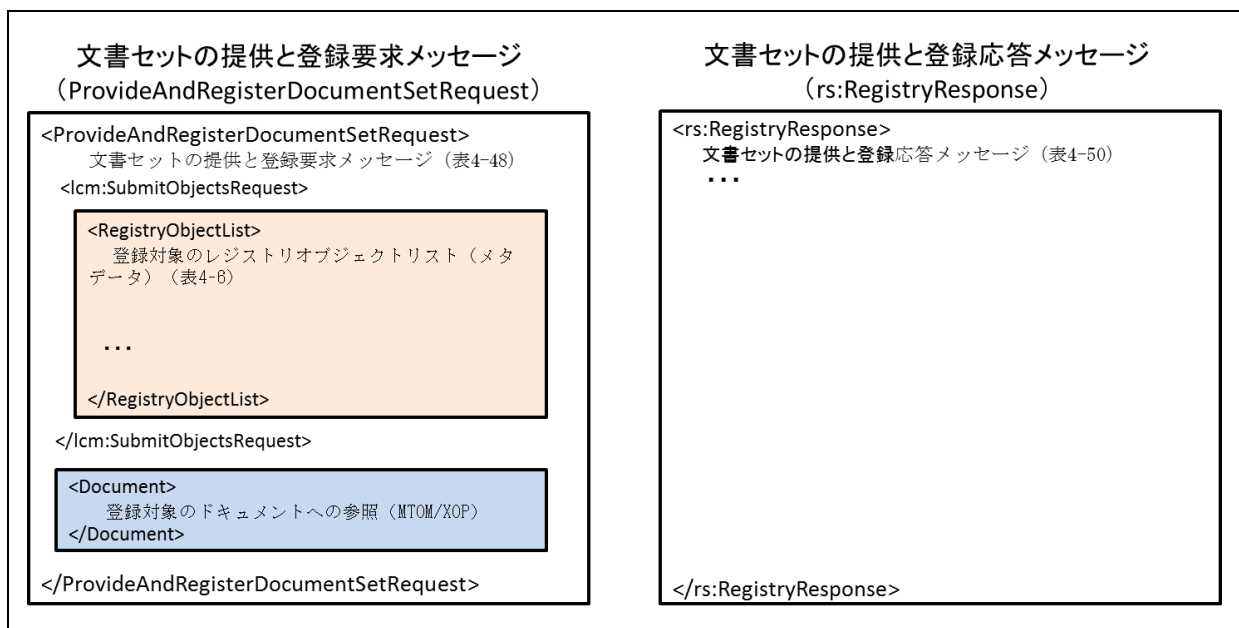 文書セットの提供と登録要求メッセージ
(ProvideAndRegisterDocumentSetRequest)
<ProvideAndRegisterDocumentSetRequest>
文書セットの提供と登録要求メッセージ (表4-48)
<lcm:SubmitObjectsRequest>
<RegistryObjectList>
登録対象のレジストリオブジェクトリスト(メタ
データ)(表4-6)
...
</RegistryObjectList>
</lcm:SubmitObjectsRequest>
<Document>
登録対象のドキュメントへの参照 (MTOM/XOP)
</Document>
</ProvideAndRegisterDocumentSetRequest>
文書セットの提供と登録応答メッセージ
(rs:RegistryResponse)
<rs:RegistryResponse>
文書セットの提供と登録応答メッセージ (表4-50)
...
</rs:RegistryResponse>